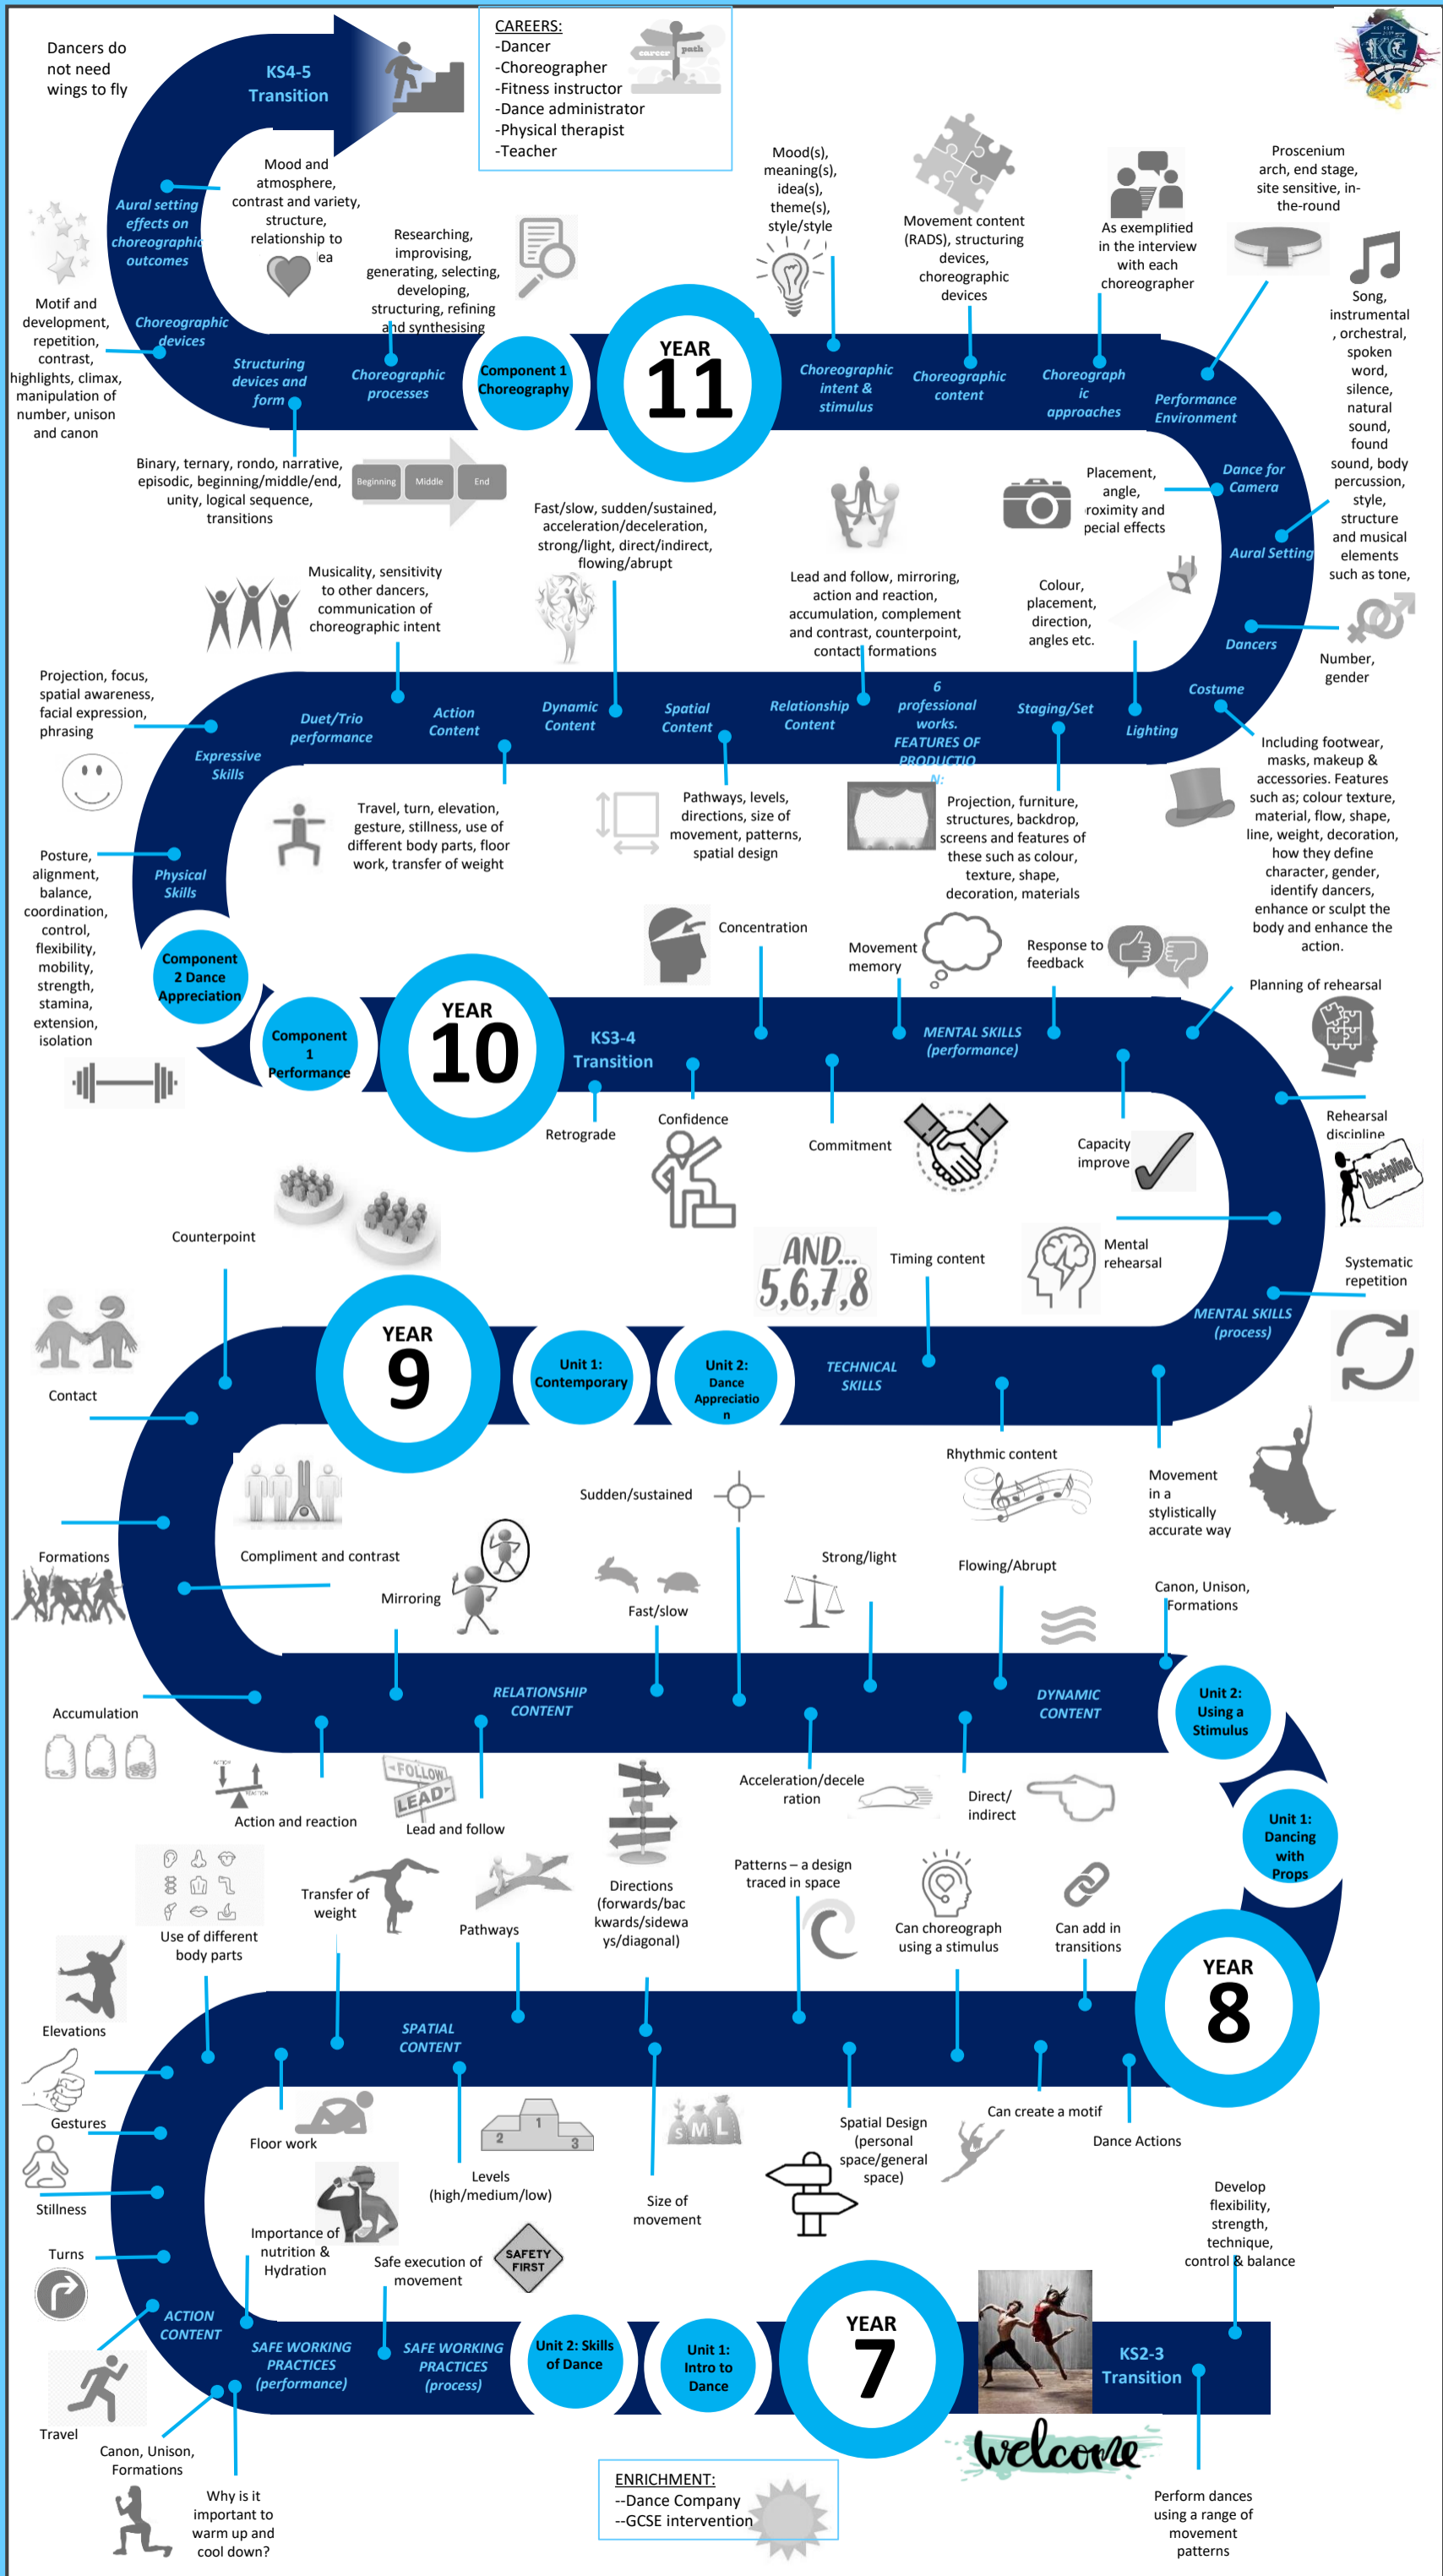 Dancers do
not need
wings to fly
KS4-5
Transition
CAREERS:
-Dancer
-Choreographer
-Fitness instructor
-Dance administrator
-Physical therapist
-Teacher
career
path
KG
Arts
Mood and
atmosphere,
contrast and variety,
structure,
relationship to
lea
Aural setting
effects on
choreographic
outcomes
Motif and
development,
repetition,
contrast,
highlights, climax,
manipulation of
number, unison
and canon
Choreographic
devices
Structuring
devices and
form
Researching,
improvising,
generating, selecting,
developing,
structuring, refining
and synthesising
Choreographic
processes
Component 1
Choreography
YEAR
11
Mood(s),
meaning(s),
idea(s),
theme(s),
style/style
Choreographic
intent &
stimulus
Movement content
(RADS), structuring
devices,
choreographic
devices
Choreographic
content
As exemplified
in the interview
with each
choreographer
Choreograph
ic
approaches
Proscenium
arch, end stage,
site sensitive, in-
the-round
Performance
Environment
Song,
instrumental
, orchestral,
spoken
word,
silence,
natural
sound,
found
sound, body
percussion,
style,
structure
and musical
elements
such as tone,
Binary, ternary, rondo, narrative,
episodic, beginning/middle/end,
unity, logical sequence,
transitions
Beginning
Middle
End
Placement,
angle,
roximity and
pecial effects
Dance for
Camera
Aural Setting
Dancers
Number,
gender
Costume
Fast/slow, sudden/sustained,
acceleration/deceleration,
strong/light, direct/indirect,
flowing/abrupt
Musicality, sensitivity
to other dancers,
communication of
choreographic intent
Lead and follow, mirroring,
action and reaction,
accumulation, complement
and contrast, counterpoint,
contact, formations
Colour,
placement,
direction,
angles etc.
Projection, focus,
spatial awareness,
facial expression,
phrasing
Expressive
Skills
Duet/Trio
performance
Action
Content
Dynamic
Content
Spatial
Content
Relationship
Content
6
professional
works.
FEATURES OF
PRODUCTIO
N:
Staging/Set
Lighting
Including footwear,
masks, makeup &
accessories. Features
such as; colour texture,
material, flow, shape,
line, weight, decoration,
how they define
character, gender,
identify dancers,
enhance or sculpt the
body and enhance the
action.
Travel, turn, elevation,
gesture, stillness, use of
different body parts, floor
work, transfer of weight
Pathways, levels,
directions, size of
movement, patterns,
spatial design
Projection, furniture,
structures, backdrop,
screens and features of
these such as colour,
texture, shape,
decoration, materials
Posture,
alignment,
balance,
coordination,
control,
flexibility,
mobility,
strength,
stamina,
extension,
isolation
Physical
Skills
Component
2 Dance
Appreciation
Component
1
Performance
YEAR
10
KS3-4
Transition
Concentration
Movement
memory
Response to
feedback
Planning of rehearsal
MENTAL SKILLS
(performance)
Retrograde
Confidence
Commitment
Capacity
improve
Rehearsal
discipline
Discipline
Mental
rehearsal
Systematic
repetition
MENTAL SKILLS
(process)
Counterpoint
AND...
5,6,7,8
Timing content
Contact
YEAR
9
Unit 1:
Contemporary
Unit 2:
Dance
Appreciatio
n
TECHNICAL
SKILLS
Rhythmic content
Movement
in a
stylistically
accurate way
Formations
Compliment and contrast
Mirroring
Sudden/sustained
Fast/slow
Strong/light
Flowing/Abrupt
Canon, Unison,
Formations
Accumulation
RELATIONSHIP
CONTENT
DYNAMIC
CONTENT
Unit 2:
Using a
Stimulus
ACTION
REACTION
Action and reaction
FOLLOW
LEAD
Lead and follow
Acceleration/decele
ration
Direct/
indirect
Unit 1:
Dancing
with
Props
Use of different
body parts
Transfer of
weight
Pathways
Directions
(forwards/bac
kwards/sidewa
ys/diagonal)
Patterns – a design
traced in space
Can choreograph
using a stimulus
Can add in
transitions
YEAR
8
Elevations
SPATIAL
CONTENT
Gestures
Floor work
Levels
(high/medium/low)
1
2
3
S M L
Size of
movement
Spatial Design
(personal
space/general
space)
Can create a motif
Dance Actions
Stillness
Turns
Importance of
nutrition &
Hydration
Safe execution of
movement
SAFETY
FIRST
Develop
flexibility,
strength,
technique,
control & balance
ACTION
CONTENT
SAFE WORKING
PRACTICES
(performance)
SAFE WORKING
PRACTICES
(process)
Unit 2: Skills
of Dance
Unit 1:
Intro to
Dance
YEAR
7
KS2-3
Transition
Travel
Canon, Unison,
Formations
Why is it
important to
warm up and
cool down?
welcome
ENRICHMENT:
--Dance Company
--GCSE intervention
Perform dances
using a range of
movement
patterns